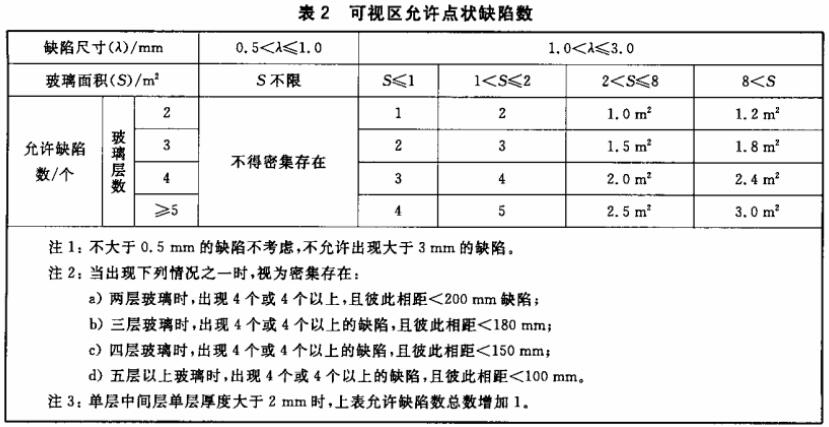 表2 可视区允许点状缺陷数
缺陷尺寸(λ)/mm 0.5<λ≤1.0 1.0<λ≤3.0
玻璃面积(S)/m² S不限 S≤1 1<S≤2 2<S≤8 8<S
允许缺陷数/个 玻璃层数 2 不得密集存在 1 2 1.0 m² 1.2 m²
3 2 3 1.5 m² 1.8 m²
4 3 4 2.0 m² 2.4 m²
≥5 4 5 2.5 m² 3.0 m²
注1：不大于0.5 mm的缺陷不考虑，不允许出现大于3 mm的缺陷。
注2：当出现下列情况之一时，视为密集存在：
a) 两层玻璃时，出现4个或4个以上，且彼此相距<200 mm缺陷；
b) 三层玻璃时，出现4个或4个以上的缺陷，且彼此相距<180 mm；
c) 四层玻璃时，出现4个或4个以上的缺陷，且彼此相距<150 mm；
d) 五层以上玻璃时，出现4个或4个以上的缺陷，且彼此相距<100 mm。
注3：单层中间层单层厚度大于2 mm时，上表允许缺陷数总数增加1。